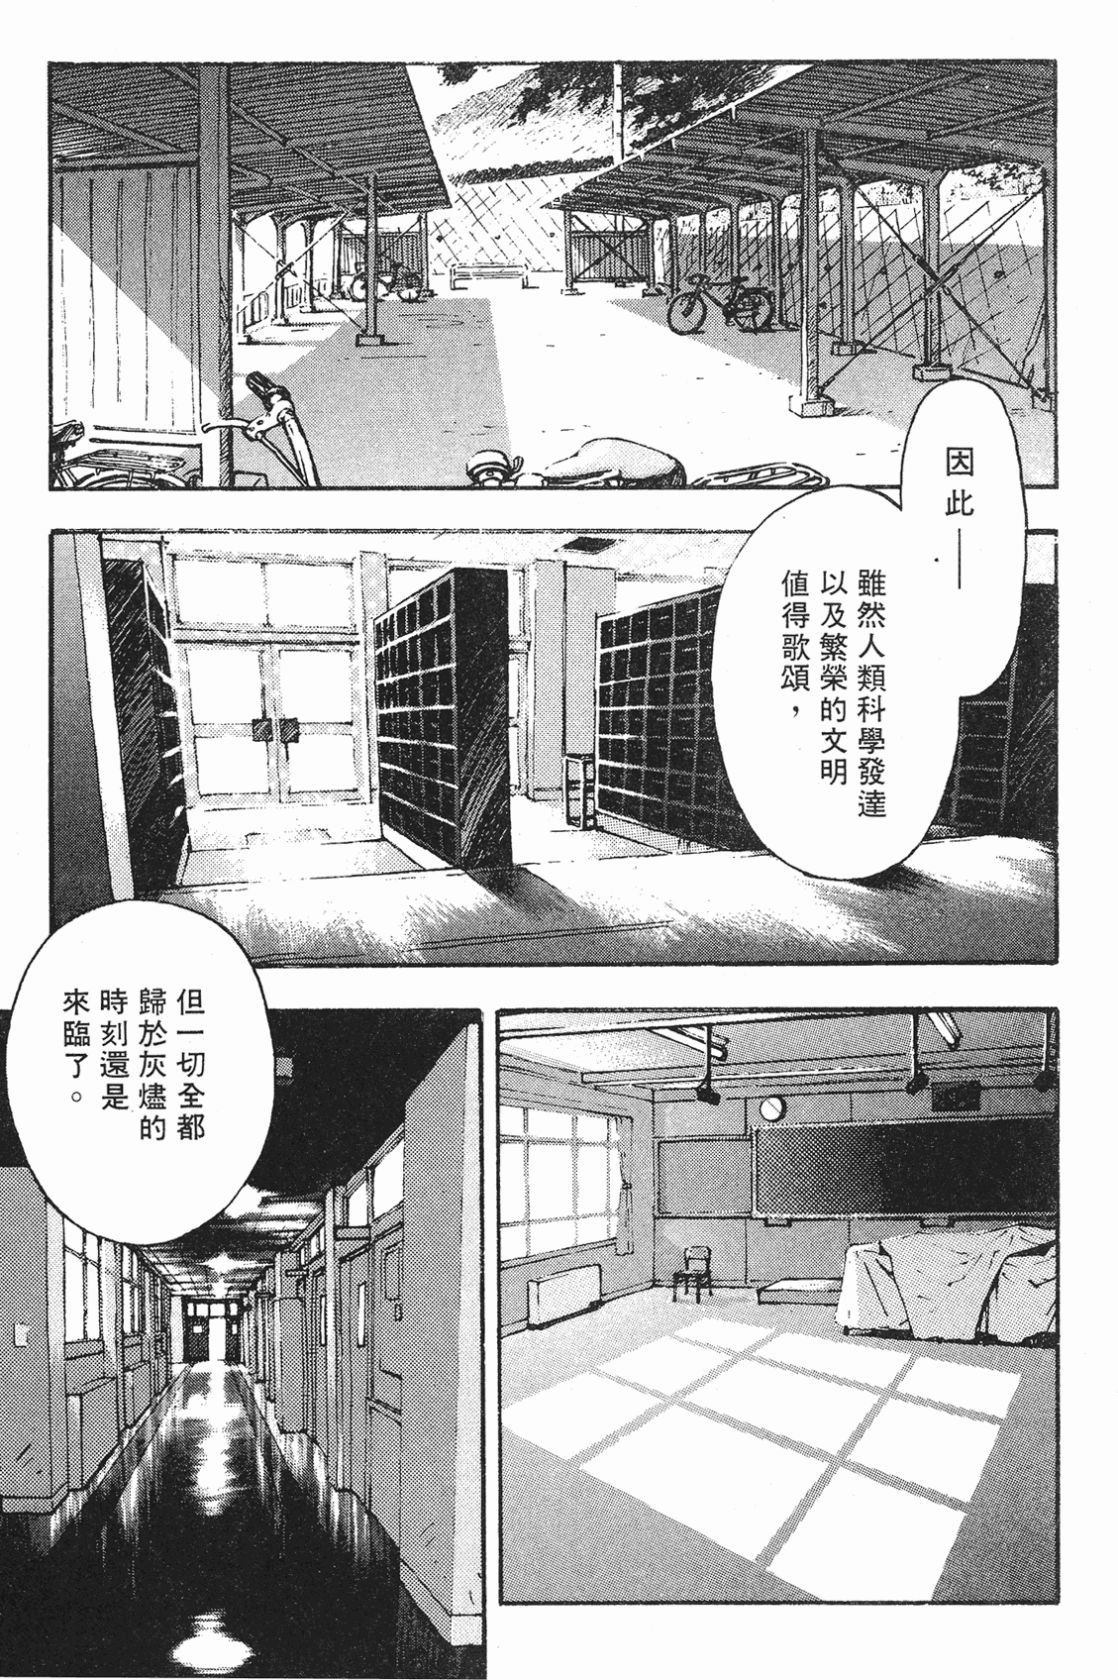 因此──
雖然人類科學發達
以及繁榮的文明
值得歌頌，
但一切全都
歸於灰燼的
時刻還是
來臨了。